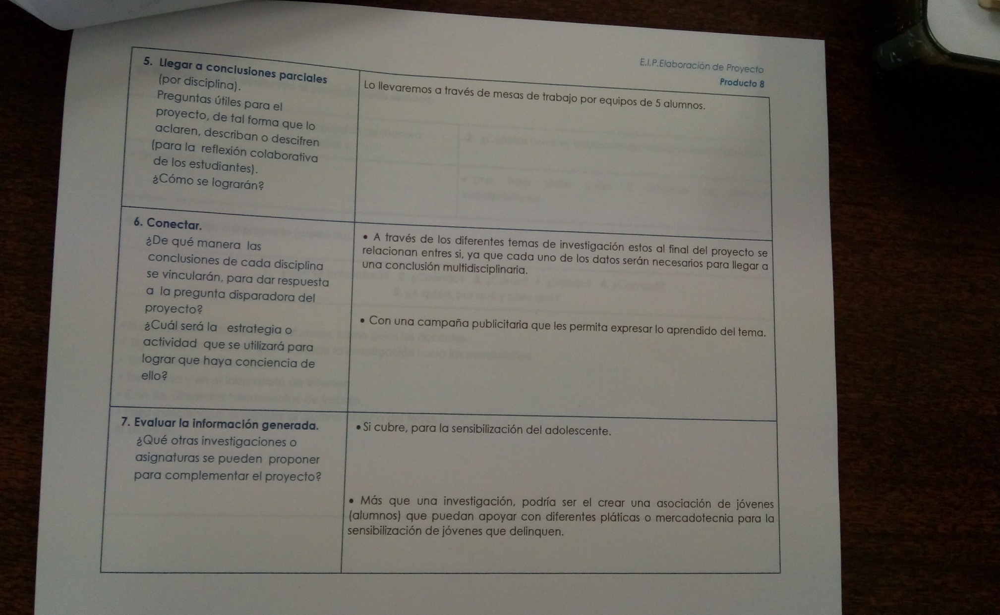 E.I.P.Elaboración de Proyecto
Producto 8
5. Llegar a conclusiones parciales
(por disciplina).
Preguntas útiles para el
proyecto, de tal forma que lo
aclaren, describan o descifren
(para la reflexión colaborativa
de los estudiantes).
¿Cómo se lograrán?
Lo llevaremos a través de mesas de trabajo por equipos de 5 alumnos.
6. Conectar.
¿De qué manera las
conclusiones de cada disciplina
se vincularán, para dar respuesta
a la pregunta disparadora del
proyecto?
¿Cuál será la estrategia o
actividad que se utilizará para
lograr que haya conciencia de
ello?
• A través de los diferentes temas de investigación estos al final del proyecto se
relacionan entres si, ya que cada uno de los datos serán necesarios para llegar a
una conclusión multidisciplinaria.
• Con una campaña publicitaria que les permita expresar lo aprendido del tema.
7. Evaluar la información generada.
¿Qué otras investigaciones o
asignaturas se pueden proponer
para complementar el proyecto?
• Si cubre, para la sensibilización del adolescente.
• Más que una investigación, podría ser el crear una asociación de jóvenes
(alumnos) que puedan apoyar con diferentes pláticas o mercadotecnia para la
sensibilización de jóvenes que delinquen.